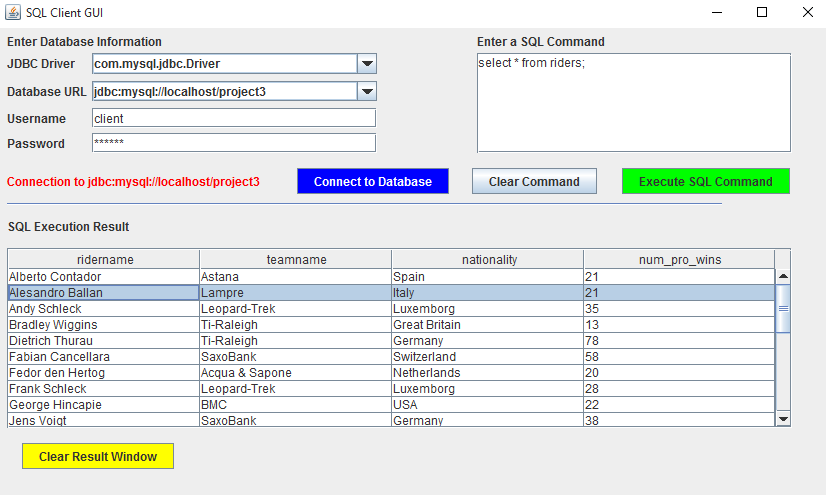 SQL Client GUI
Enter Database Information
JDBC Driver com.mysql.jdbc.Driver
Database URL jdbc:mysql://localhost/project3
Username client
Password ******
Enter a SQL Command
select * from riders;
Connection to jdbc:mysql://localhost/project3 Connect to Database Clear Command Execute SQL Command
SQL Execution Result
ridername teamname nationality num_pro_wins
Alberto Contador Astana Spain 21
Alesandro Ballan Lampre Italy 21
Andy Schleck Leopard-Trek Luxemborg 35
Bradley Wiggins Ti-Raleigh Great Britain 13
Dietrich Thurau Ti-Raleigh Germany 78
Fabian Cancellara SaxoBank Switzerland 58
Fedor den Hertog Acqua & Sapone Netherlands 20
Frank Schleck Leopard-Trek Luxemborg 28
George Hincapie BMC USA 22
Jens Voigt SaxoBank Germany 38
Clear Result Window